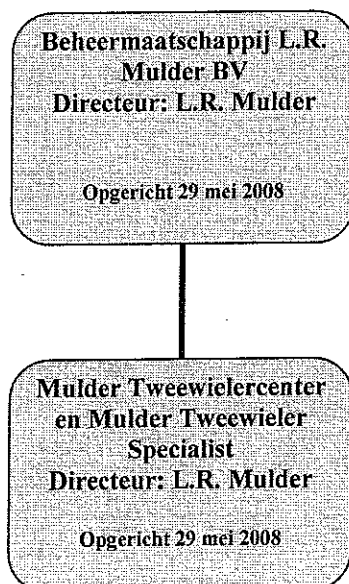 Beheermaatschappij L.R.
Mulder BV
Directeur: L.R. Mulder
Opgericht 29 mei 2008
Mulder Tweewielercenter
en Mulder Tweewieler
Specialist
Directeur: L.R. Mulder
Opgericht 29 mei 2008